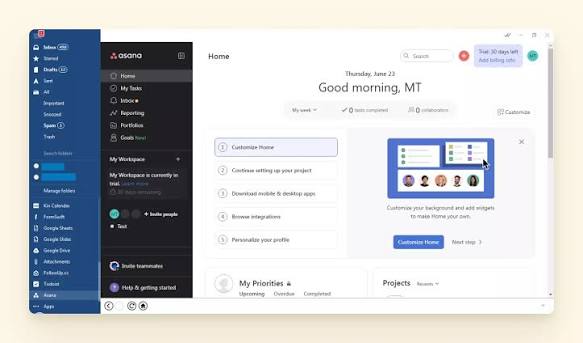 Inbox
Starred
Drafts
Sent
All
Important
Snoozed
Spam
Trash
Search folders
Manage folders
Kin Calendar
FormSwift
Google Sheets
Google Slides
Google Drive
Attachments
FollowUp.cc
Todoist
Asana
Apps
asana
Home
My Tasks
Inbox
Reporting
Portfolios
Goals New!
My Workspace +
My Workspace is currently in
trial. Learn more
30 days remaining
MT + Invite people
Test
Invite teammates
? Help & getting started
Home
Search
Trial: 30 days left
Add billing info
MT
Thursday, June 23
Good morning, MT
My week
0 tasks completed
0 collaborators
Customize
1 Customize Home
2 Continue setting up your project
3 Download mobile & desktop apps
4 Browse integrations
5 Personalize your profile
Customize your background and add widgets
to make Home your own.
Customize Home
Next step
My Priorities
Upcoming Overdue Completed
Projects Recents